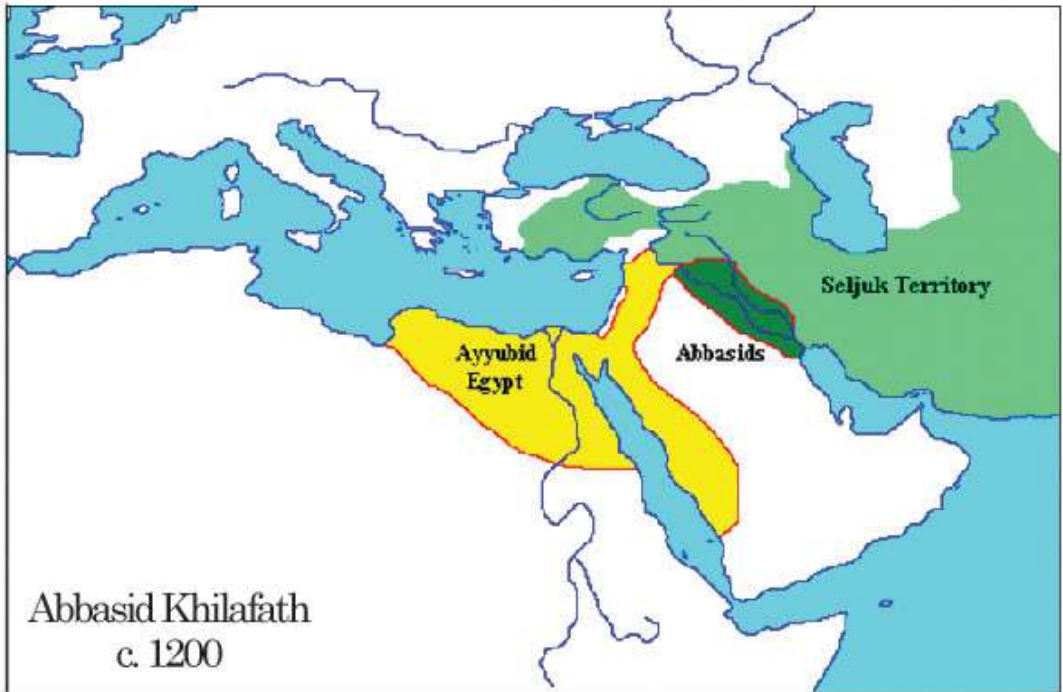 Seljuk Territory
Ayyubid
Egypt
Abbasids
Abbasid Khilafath
c. 1200